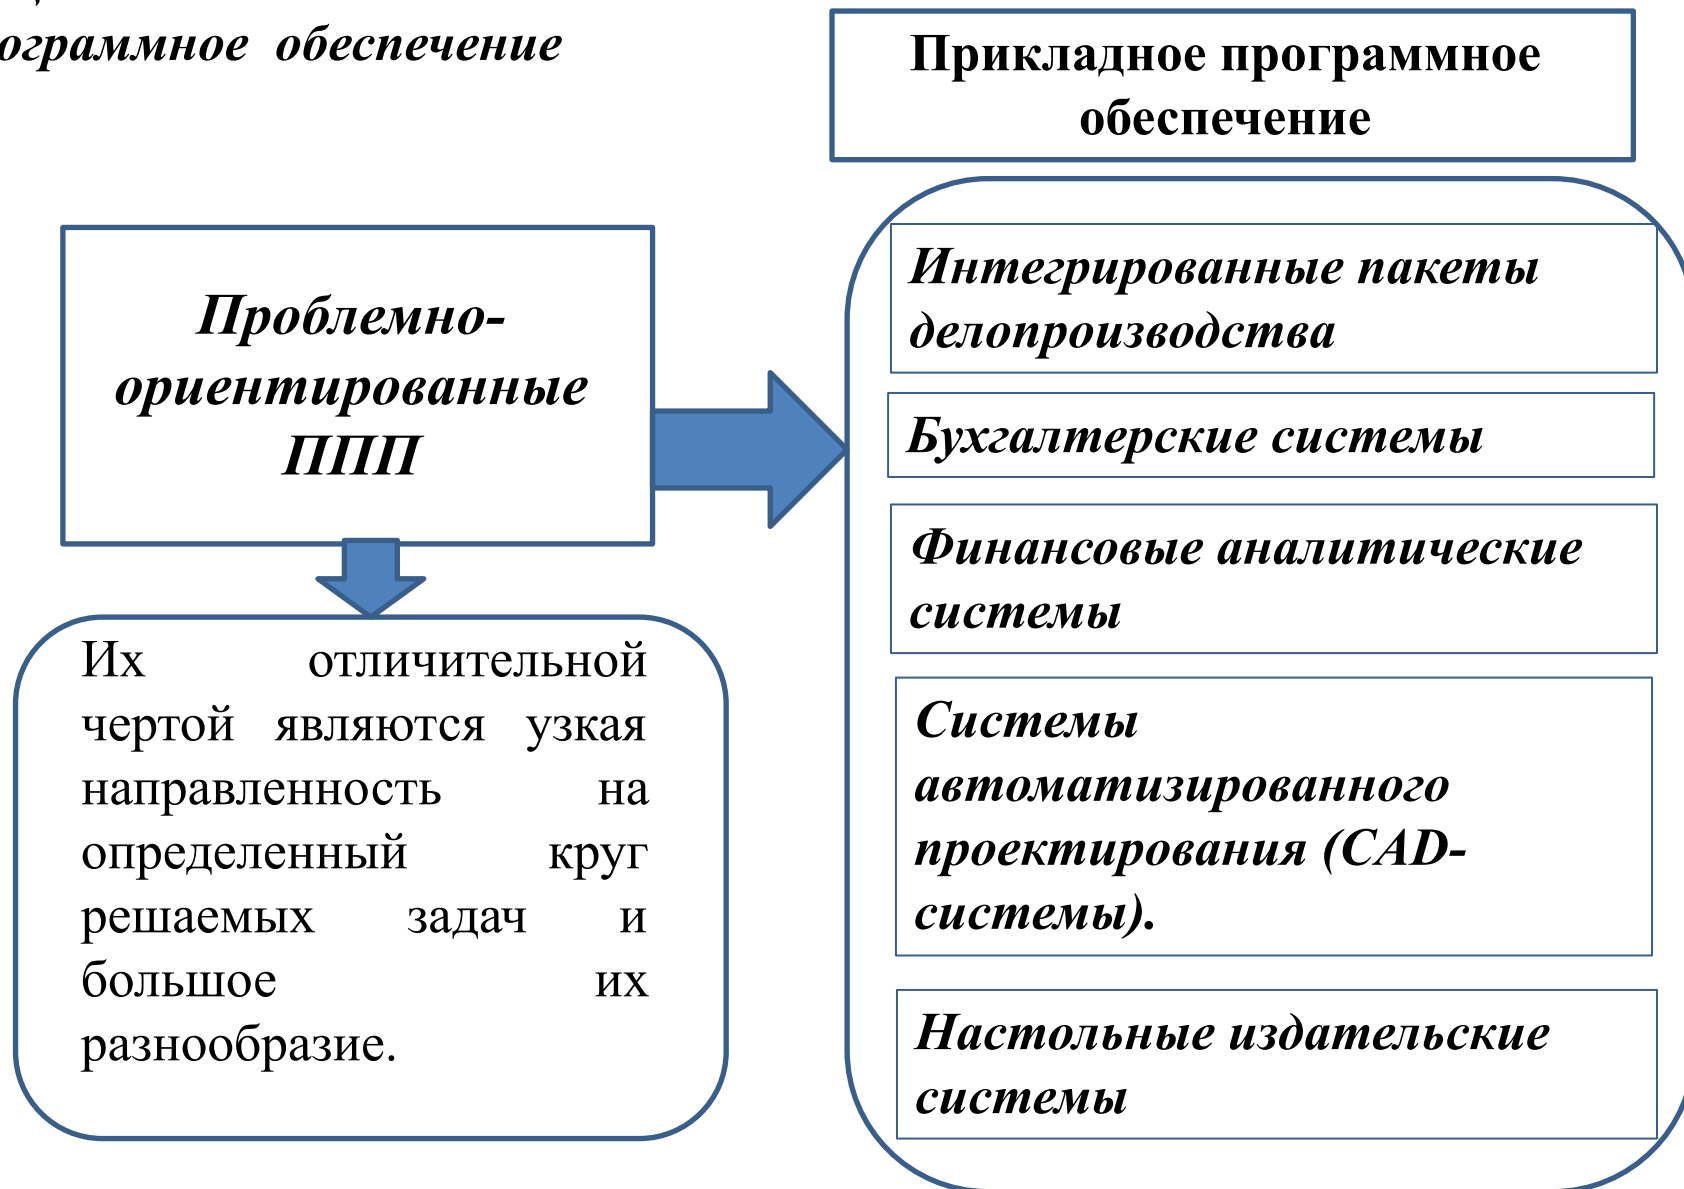 обеспечение
Прикладное программное
обеспечение
Проблемно-
ориентированные
ППП
Их отличительной
чертой являются узкая
направленность на
определенный круг
решаемых задач и
большое их
разнообразие.
Интегрированные пакеты
делопроизводства
Бухгалтерские системы
Финансовые аналитические
системы
Системы
автоматизированного
проектирования (CAD-
системы).
Настольные издательские
системы